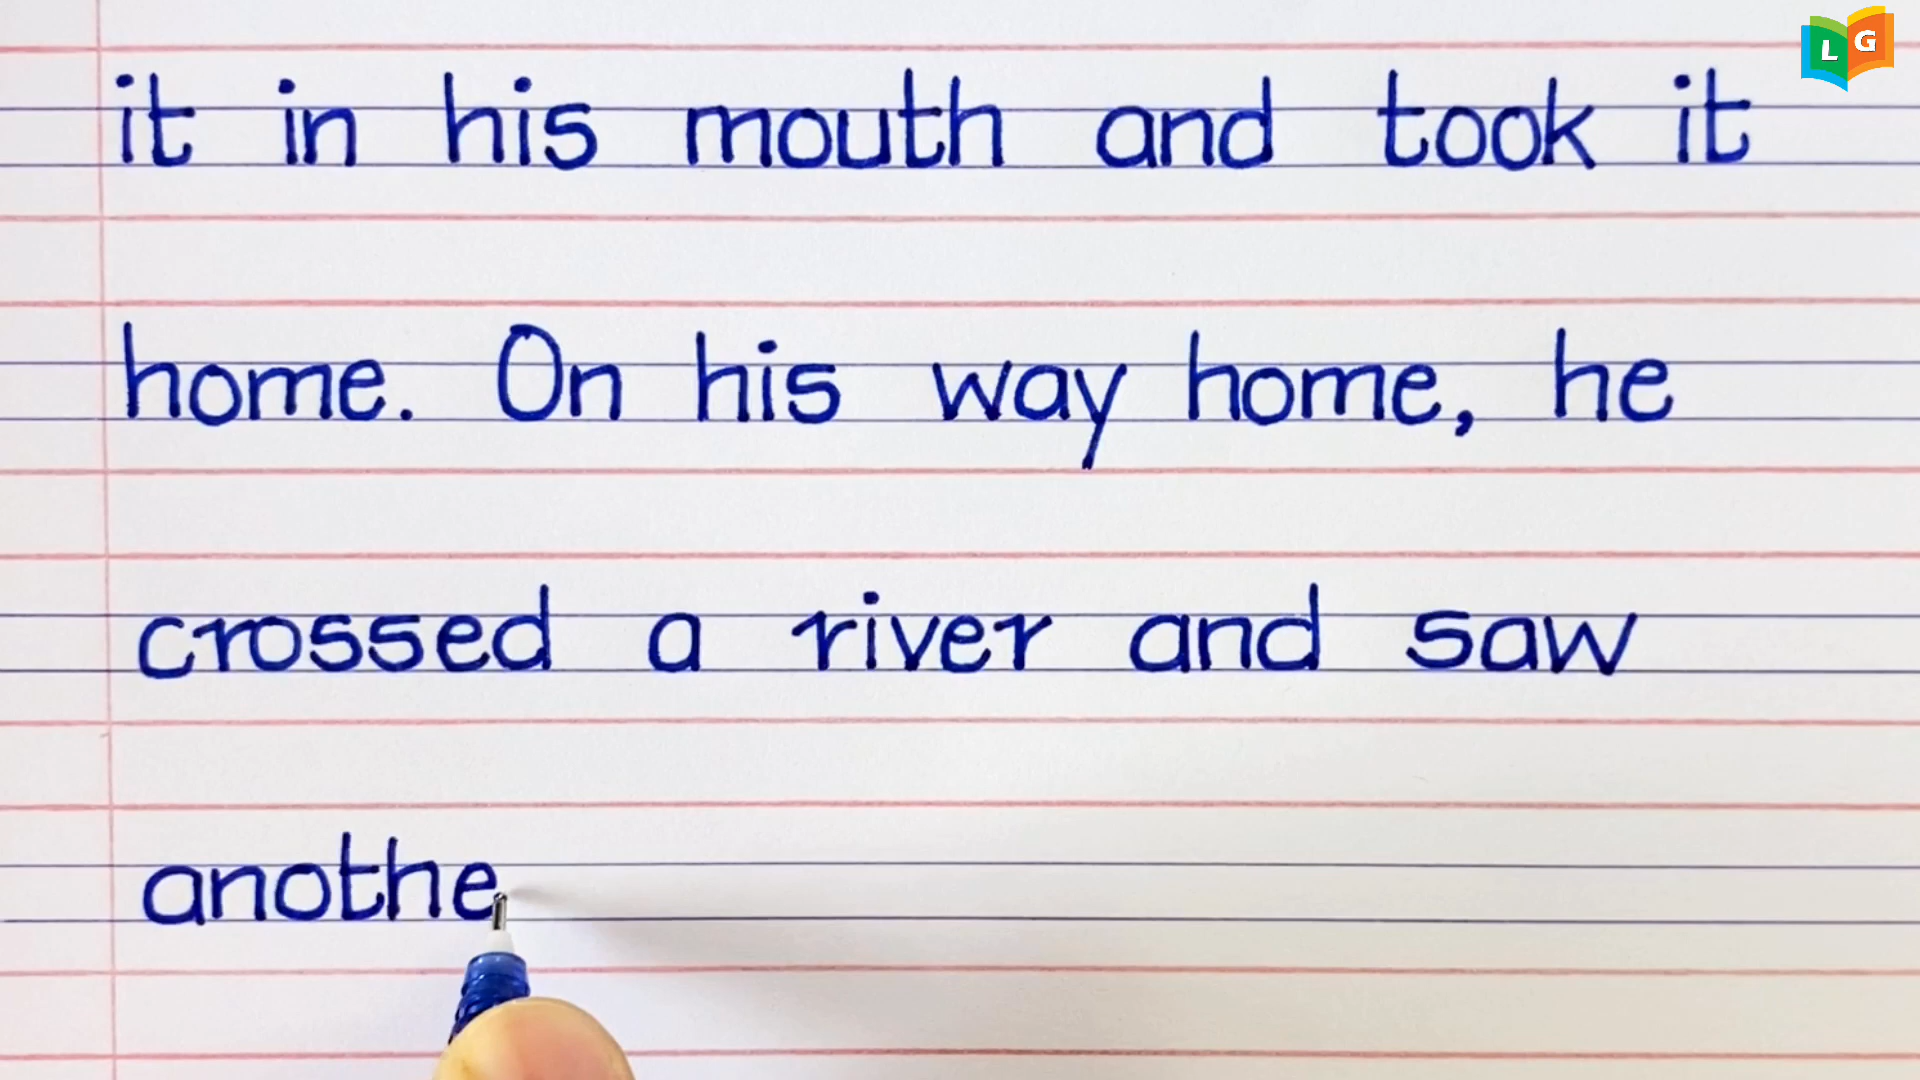 L G
it in his mouth and took it
home. On his way home, he
crossed a river and saw
anothe